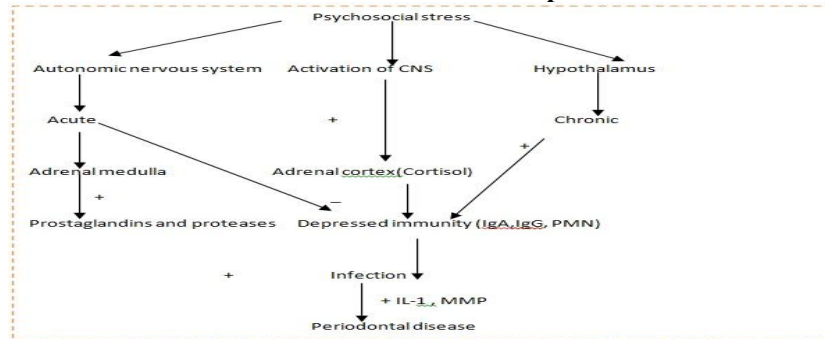 Psychosocial stress
Autonomic nervous system Activation of CNS Hypothalamus
Acute + Chronic
+
Adrenal medulla Adrenal cortex(Cortisol)
+ –
Prostaglandins and proteases Depressed immunity (IgA,IgG, PMN)
+ Infection
+ IL-1 , MMP
Periodontal disease